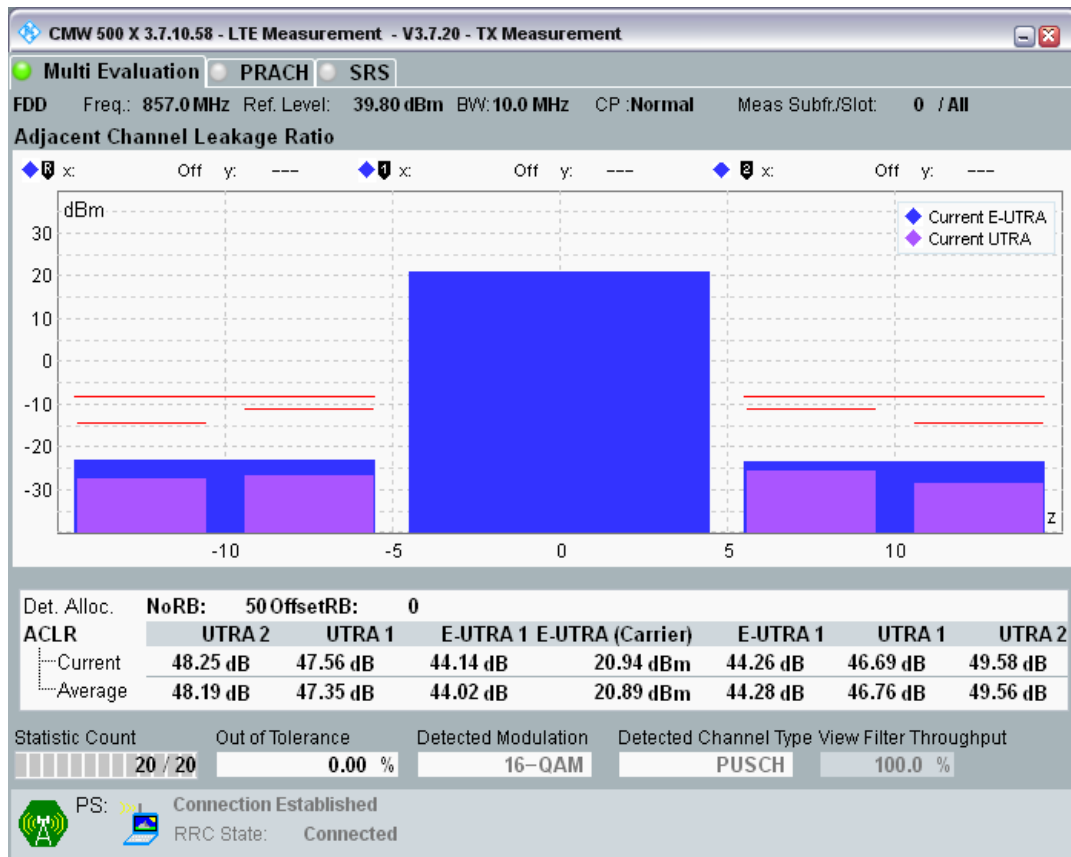 CMW 500 X 3.7.10.58 - LTE Measurement - V3.7.20 - TX Measurement
Multi Evaluation PRACH SRS
FDD Freq.: 857.0 MHz Ref. Level: 39.80 dBm BW: 10.0 MHz CP :Normal Meas Subfr./Slot: 0 / All
Adjacent Channel Leakage Ratio
R x: Off y: --- 1 x: Off y: --- 2 x: Off y: ---
dBm
Current E-UTRA
Current UTRA
30
20
10
0
-10
-20
-30
z
-10 -5 0 5 10
Det. Alloc. NoRB: 50 OffsetRB: 0
ACLR UTRA 2 UTRA 1 E-UTRA 1 E-UTRA (Carrier) E-UTRA 1 UTRA 1 UTRA 2
Current 48.25 dB 47.56 dB 44.14 dB 20.94 dBm 44.26 dB 46.69 dB 49.58 dB
Average 48.19 dB 47.35 dB 44.02 dB 20.89 dBm 44.28 dB 46.76 dB 49.56 dB
Statistic Count Out of Tolerance Detected Modulation Detected Channel Type View Filter Throughput
20 / 20 0.00 % 16-QAM PUSCH 100.0 %
PS: Connection Established
RRC State: Connected